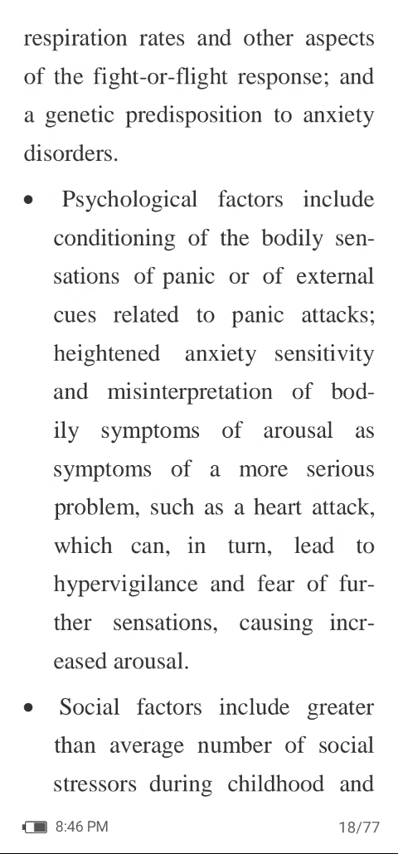 respiration rates and other aspects
of the fight-or-flight response; and
a genetic predisposition to anxiety
disorders.
• Psychological factors include
conditioning of the bodily sen-
sations of panic or of external
cues related to panic attacks;
heightened anxiety sensitivity
and misinterpretation of bod-
ily symptoms of arousal as
symptoms of a more serious
problem, such as a heart attack,
which can, in turn, lead to
hypervigilance and fear of fur-
ther sensations, causing incr-
eased arousal.
• Social factors include greater
than average number of social
stressors during childhood and
8:46 PM 18/77